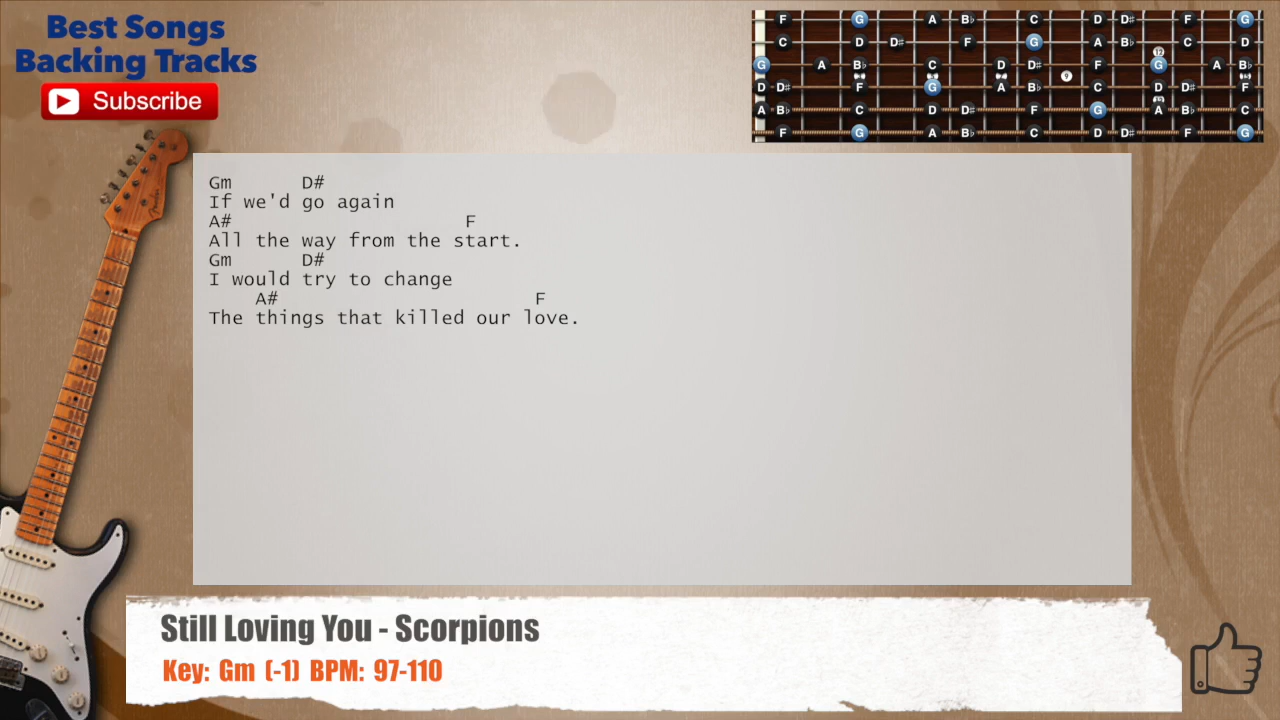 Best Songs
Backing Tracks
Subscribe
F G A B♭ C D D# F G
C D D# F G A B♭ C D
G A B♭ C D D# F G A B♭
D D# F G A B♭ C D D# F
A B♭ C D D# F G A B♭ C
F G A B♭ C D D# F G
Gm D#
If we'd go again
A# F
All the way from the start.
Gm D#
I would try to change
A# F
The things that killed our love.
Still Loving You - Scorpions
Key: Gm (-1) BPM: 97-110